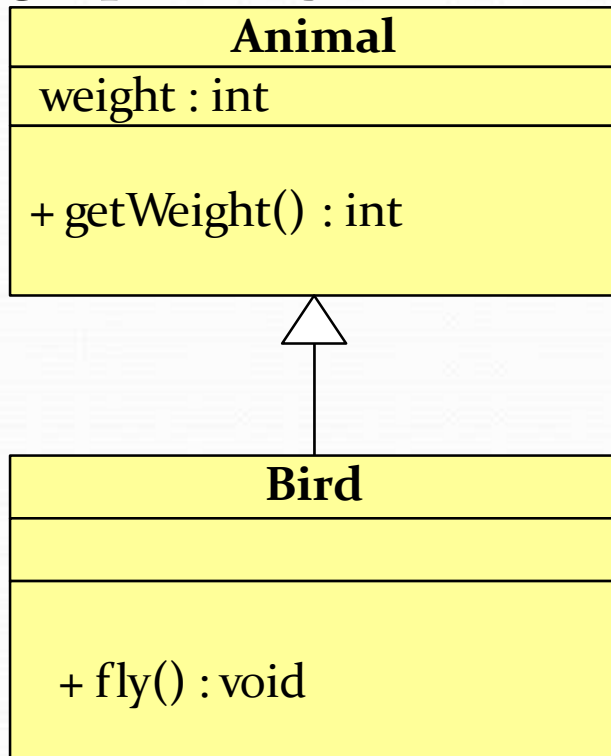 Animal
weight : int
+ getWeight() : int
Bird
+ fly() : void